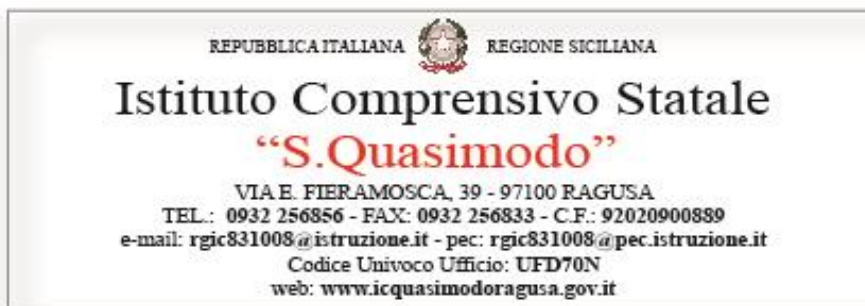 REPUBBLICA ITALIANA REGIONE SICILIANA
Istituto Comprensivo Statale
“S.Quasimodo”
VIA E. FIERAMOSCA, 39 - 97100 RAGUSA
TEL.: 0932 256856 - FAX: 0932 256833 - C.F.: 92020900889
e-mail: rgic831008@istruzione.it - pec: rgic831008@pec.istruzione.it
Codice Univoco Ufficio: UFD70N
web: www.icquasimodoragusa.gov.it